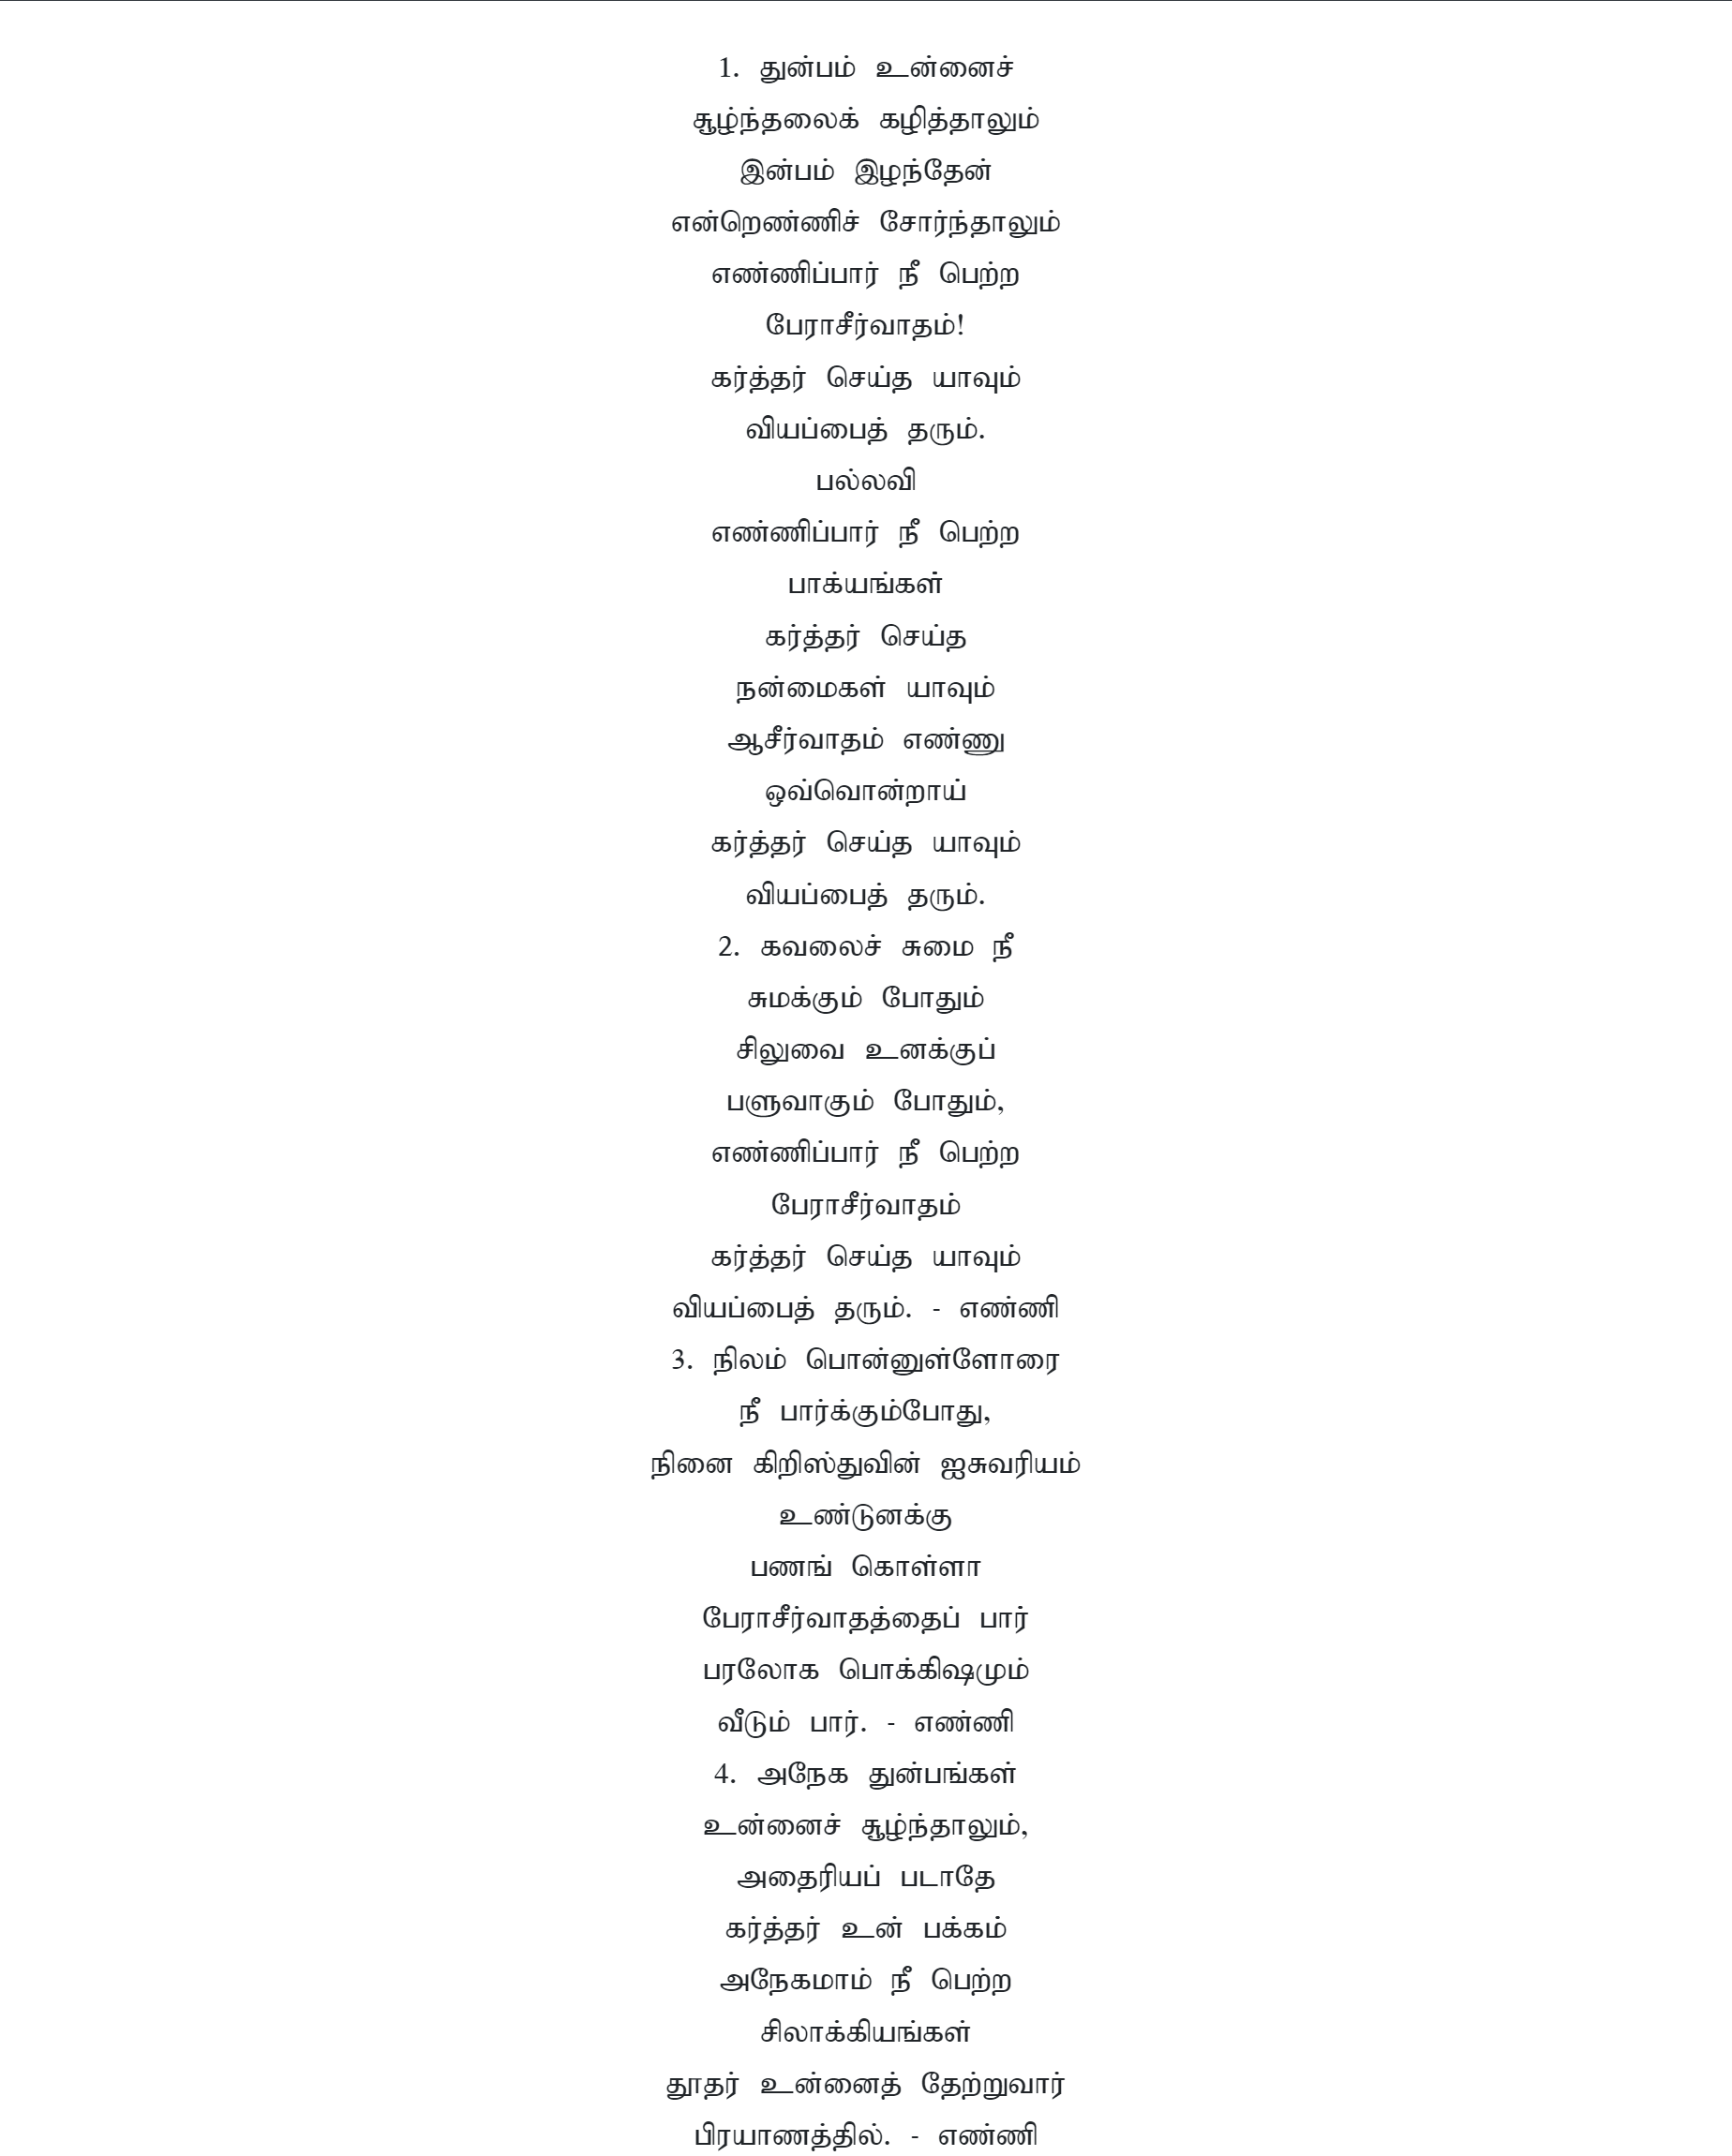 1. துன்பம் உன்னைச்
சூழ்ந்தலைக் கழித்தாலும்
இன்பம் இழந்தேன்
என்றெண்ணிச் சோர்ந்தாலும்
எண்ணிப்பார் நீ பெற்ற
பேராசீர்வாதம்!
கர்த்தர் செய்த யாவும்
வியப்பைத் தரும்.
பல்லவி
எண்ணிப்பார் நீ பெற்ற
பாக்யங்கள்
கர்த்தர் செய்த
நன்மைகள் யாவும்
ஆசீர்வாதம் எண்ணு
ஒவ்வொன்றாய்
கர்த்தர் செய்த யாவும்
வியப்பைத் தரும்.
2. கவலைச் சுமை நீ
சுமக்கும் போதும்
சிலுவை உனக்குப்
பளுவாகும் போதும்,
எண்ணிப்பார் நீ பெற்ற
பேராசீர்வாதம்
கர்த்தர் செய்த யாவும்
வியப்பைத் தரும். - எண்ணி
3. நிலம் பொன்னுள்ளோரை
நீ பார்க்கும்போது,
நினை கிறிஸ்துவின் ஐசுவரியம்
உண்டுனக்கு
பணங் கொள்ளா
பேராசீர்வாதத்தைப் பார்
பரலோக பொக்கிஷமும்
வீடும் பார். - எண்ணி
4. அநேக துன்பங்கள்
உன்னைச் சூழ்ந்தாலும்,
அதைரியப் படாதே
கர்த்தர் உன் பக்கம்
அநேகமாம் நீ பெற்ற
சிலாக்கியங்கள்
தூதர் உன்னைத் தேற்றுவார்
பிரயாணத்தில். - எண்ணி